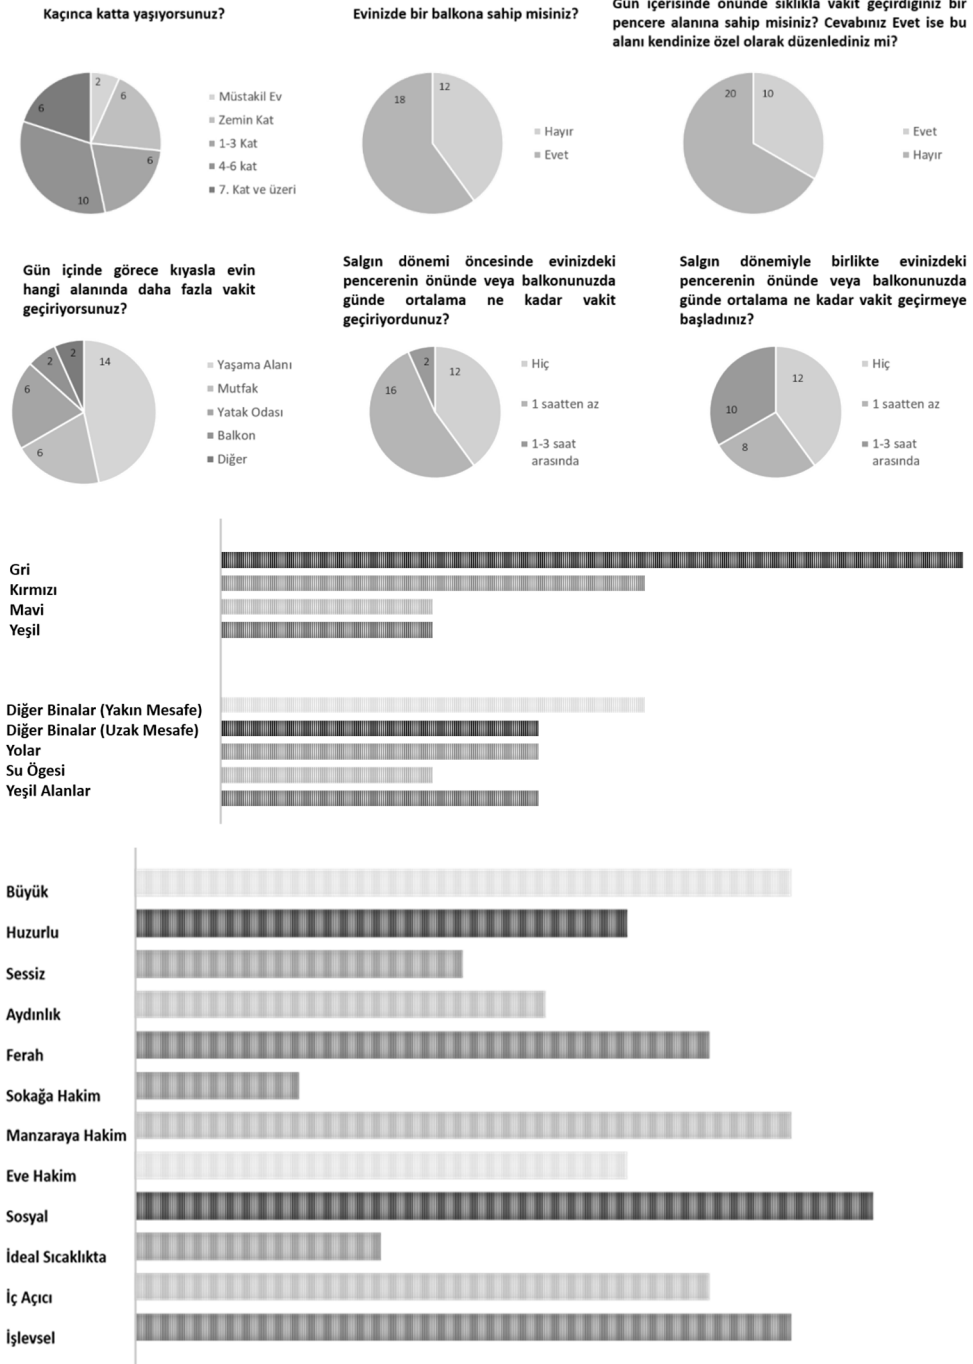 Kaçınca katta yaşıyorsunuz?
2
6
6
10
6
Müstakil Ev
Zemin Kat
1-3 Kat
4-6 kat
7. Kat ve üzeri
Evinizde bir balkona sahip misiniz?
18
12
Hayır
Evet
Gün içerisinde önünde sıklıkla vakit geçirdiğiniz bir
pencere alanına sahip misiniz? Cevabınız Evet ise bu
alanı kendinize özel olarak düzenlediniz mi?
20
10
Evet
Hayır
Gün içinde görece kıyasla evin
hangi alanında daha fazla vakit
geçiriyorsunuz?
2
2
14
6
6
Yaşama Alanı
Mutfak
Yatak Odası
Balkon
Diğer
Salgın dönemi öncesinde evinizdeki
pencerenin önünde veya balkonunuzda
günde ortalama ne kadar vakit
geçiriyordunuz?
2
12
16
Hiç
1 saatten az
1-3 saat
arasında
Salgın dönemiyle birlikte evinizdeki
pencerenin önünde veya balkonunuzda
günde ortalama ne kadar vakit geçirmeye
başladınız?
12
10
8
Hiç
1 saatten az
1-3 saat
arasında
Gri
Kırmızı
Mavi
Yeşil
Diğer Binalar (Yakın Mesafe)
Diğer Binalar (Uzak Mesafe)
Yolar
Su Ögesi
Yeşil Alanlar
Büyük
Huzurlu
Sessiz
Aydınlık
Ferah
Sokağa Hakim
Manzaraya Hakim
Eve Hakim
Sosyal
İdeal Sıcaklıkta
İç Açıcı
İşlevsel